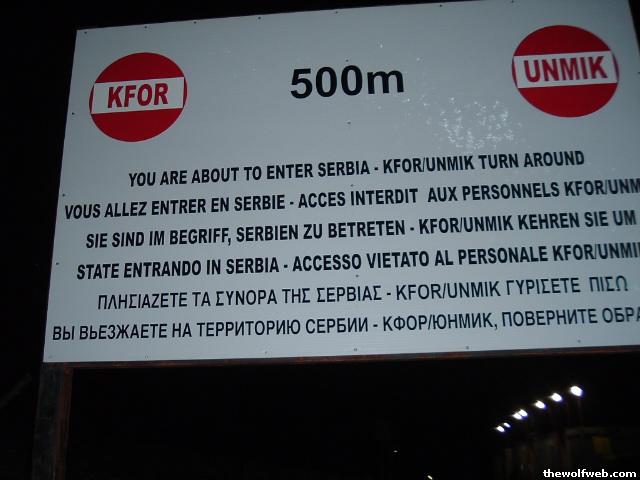 KFOR 500m UNMIK
YOU ARE ABOUT TO ENTER SERBIA - KFOR/UNMIK TURN AROUND
VOUS ALLEZ ENTRER EN SERBIE - ACCES INTERDIT AUX PERSONNELS KFOR/UNM
SIE SIND IM BEGRIFF, SERBIEN ZU BETRETEN - KFOR/UNMIK KEHREN SIE UM
STATE ENTRANDO IN SERBIA - ACCESSO VIETATO AL PERSONALE KFOR/UNMI
ΠΛΗΣΙΑΖΕΤΕ ΤΑ ΣΥΝΟΡΑ ΤΗΣ ΣΕΡΒΙΑΣ - KFOR/UNMIK ΓΥΡΙΣΕΤΕ ΠΙΣΩ
ВЫ ВЬЕЗЖАЕТЕ НА ТЕРРИТОРИЮ СЕРБИИ - КФОР/ЮНМИК, ПОВЕРНИТЕ ОБРА
thewolfweb.com